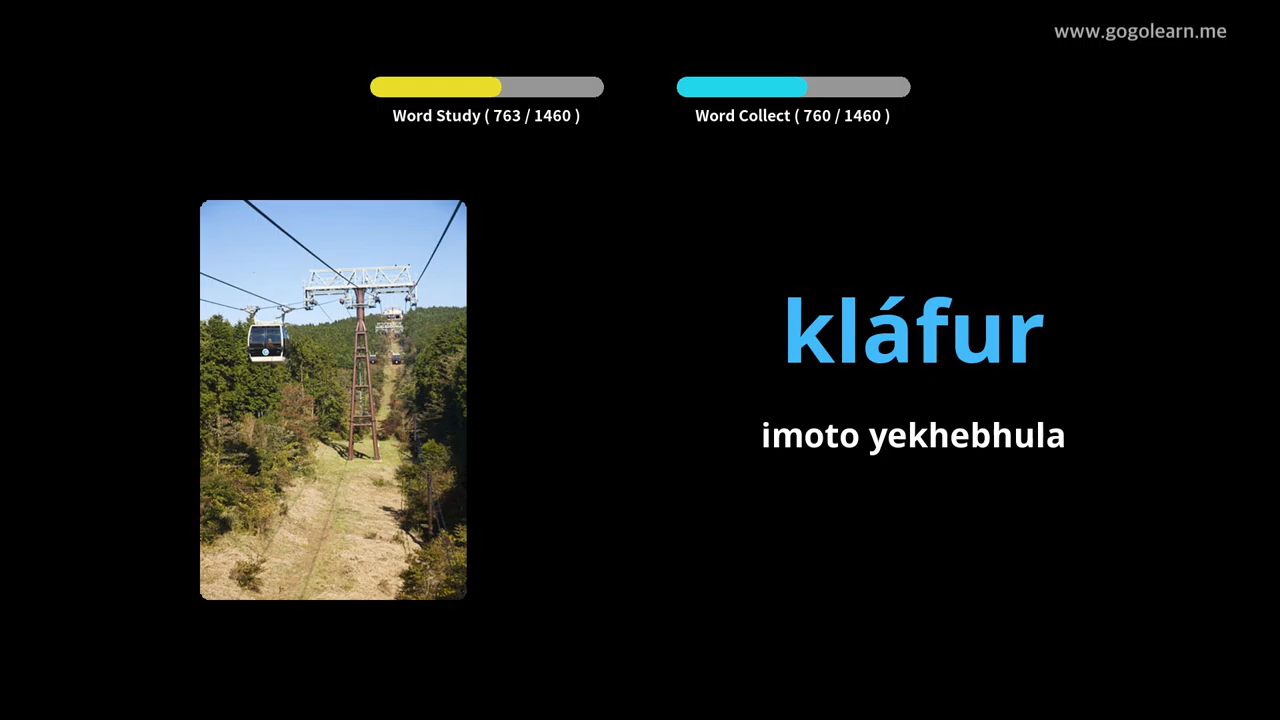 www.gogolearn.me
Word Study ( 763 / 1460 )
Word Collect ( 760 / 1460 )
kláfur
imoto yekhebhula